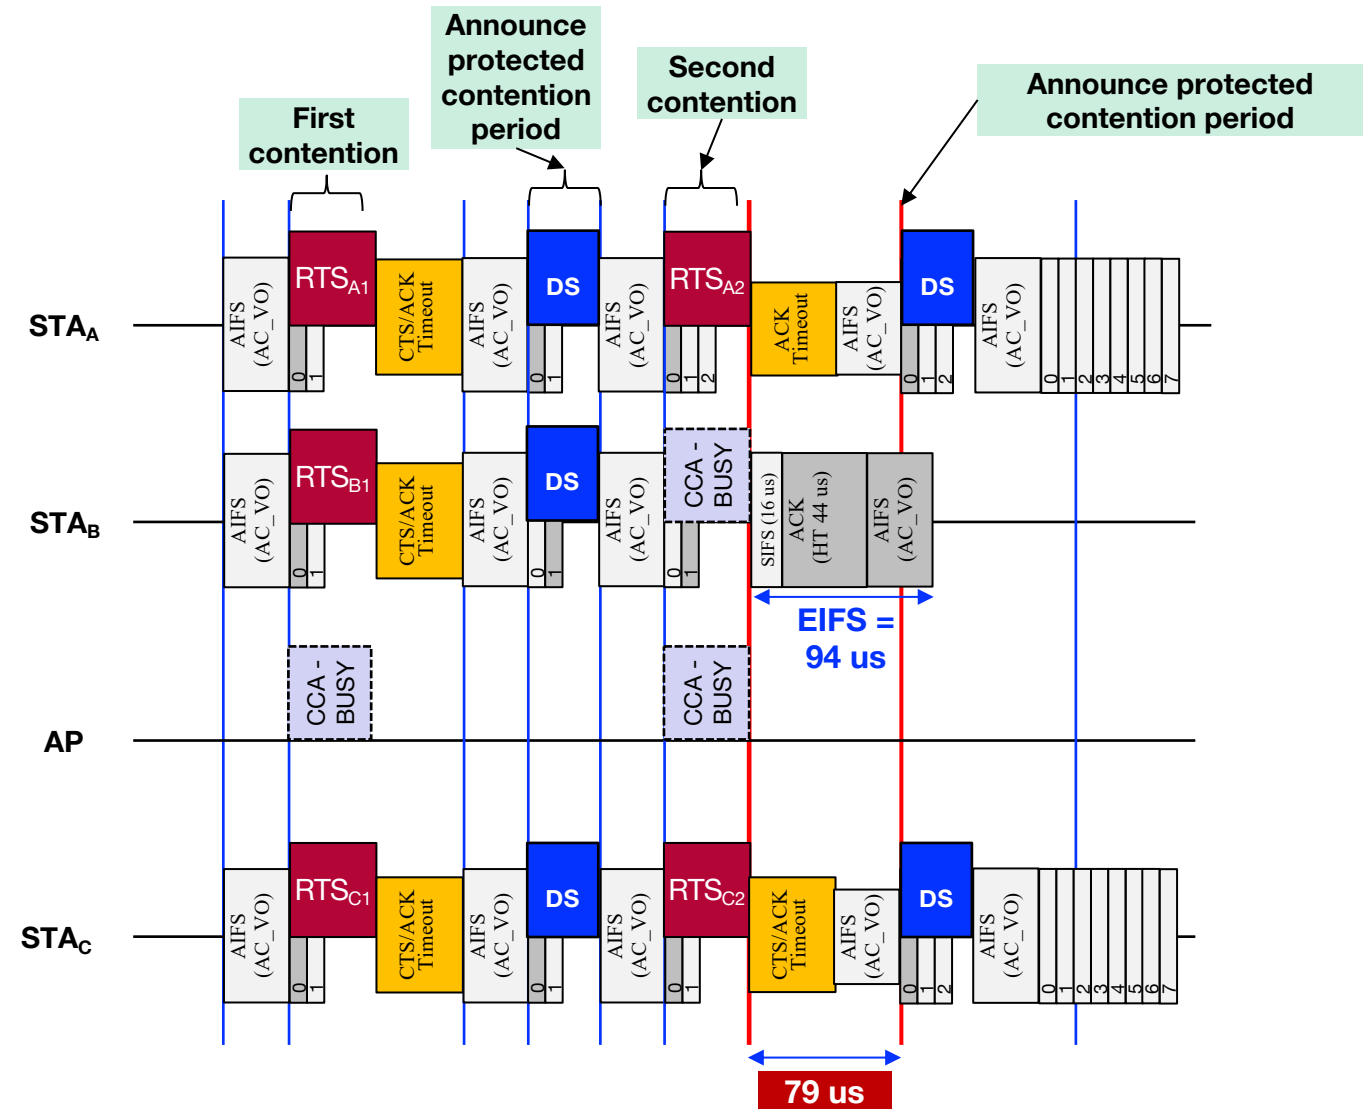 Announce
protected
contention
period
First
contention
Second
contention
Announce protected
contention period
STAA
AIFS
(AC_VO)
RTSA1
0
1
CTS/ACK
Timeout
AIFS
(AC_VO)
DS
0
1
AIFS
(AC_VO)
RTSA2
0
1
2
ACK
Timeout
AIFS
(AC_VO)
DS
0
1
2
AIFS
(AC_VO)
0
1
2
3
4
5
6
7
STAB
AIFS
(AC_VO)
RTSB1
0
1
CTS/ACK
Timeout
AIFS
(AC_VO)
DS
0
1
AIFS
(AC_VO)
CCA -
BUSY
0
1
SIFS (16 us)
ACK
(HT 44 us)
AIFS
(AC_VO)
EIFS =
94 us
AP
CCA -
BUSY
CCA -
BUSY
STAC
AIFS
(AC_VO)
RTSC1
0
1
CTS/ACK
Timeout
AIFS
(AC_VO)
DS
0
1
AIFS
(AC_VO)
RTSC2
0
1
CTS/ACK
Timeout
AIFS
(AC_VO)
DS
0
1
2
AIFS
(AC_VO)
0
1
2
3
4
5
6
7
79 us